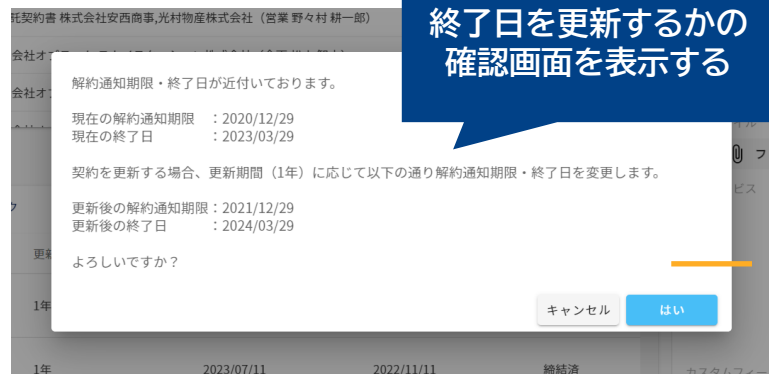 託契約書 株式会社安西商事,光村物産株式会社（営業 野々村 耕一郎）
終了日を更新するかの
確認画面を表示する
会社オ
会社オ
解約通知期限・終了日が近付いております。
現在の解約通知期限 ：2020/12/29
現在の終了日 ：2023/03/29
フ
契約を更新する場合、更新期間（1年）に応じて以下の通り解約通知期限・終了日を変更します。
ビス
更新後の解約通知期限：2021/12/29
更新後の終了日 ：2024/03/29
更
よろしいですか？
1年
キャンセル はい
1年 2023/07/11 2022/11/11 締結済
カスタムフィー